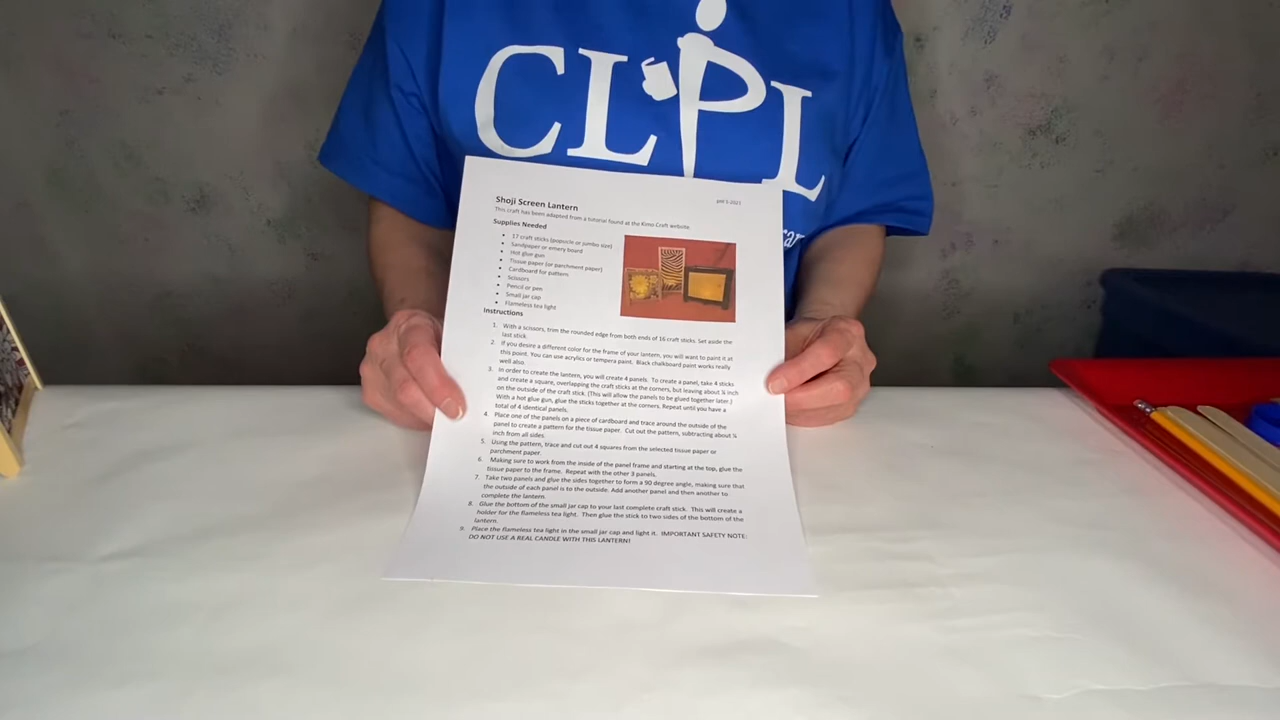 CLPL
Shoji Screen Lantern
This craft has been adapted from a tutorial found at the Kimo Craft website
Supplies Needed
• 17 craft sticks (popsicle or jumbo size)
• Sandpaper or emery board
• Hot glue gun
• Tissue paper (or parchment paper)
• Cardboard for pattern
• Scissors
• Pencil or pen
• Small jar cap
• Flameless tea light
Instructions
1. With a scissors, trim the rounded edge from both ends of 16 craft sticks. Set aside the
last stick.
2. If you desire a different color for the frame of your lantern, you will want to paint it at
this point. You can use acrylics or tempera paint. Black chalkboard paint works really
well also.
3. In order to create the lantern, you will create 4 panels. To create a panel, take 4 sticks
and create a square, overlapping the craft sticks at the corners, but leaving about ¼ inch
on the outside of the craft stick. (This will allow the panels to be glued together later.)
With a hot glue gun, glue the sticks together at the corners. Repeat until you have a
total of 4 identical panels.
4. Place one of the panels on a piece of cardboard and trace around the outside of the
panel to create a pattern for the tissue paper. Cut out the pattern, subtracting about ¼
inch from all sides.
5. Using the pattern, trace and cut out 4 squares from the selected tissue paper or
parchment paper.
6. Making sure to work from the inside of the panel frame and starting at the top, glue the
tissue paper to the frame. Repeat with the other 3 panels.
7. Take two panels and glue the sides together to form a 90 degree angle, making sure that
the outside of each panel is to the outside. Add another panel and then another to
complete the lantern.
8. Glue the bottom of the small jar cap to your last complete craft stick. This will create a
holder for the flameless tea light. Then glue the stick to two sides of the bottom of the
lantern.
9. Place the flameless tea light in the small jar cap and light it. IMPORTANT SAFETY NOTE:
DO NOT USE A REAL CANDLE WITH THIS LANTERN!